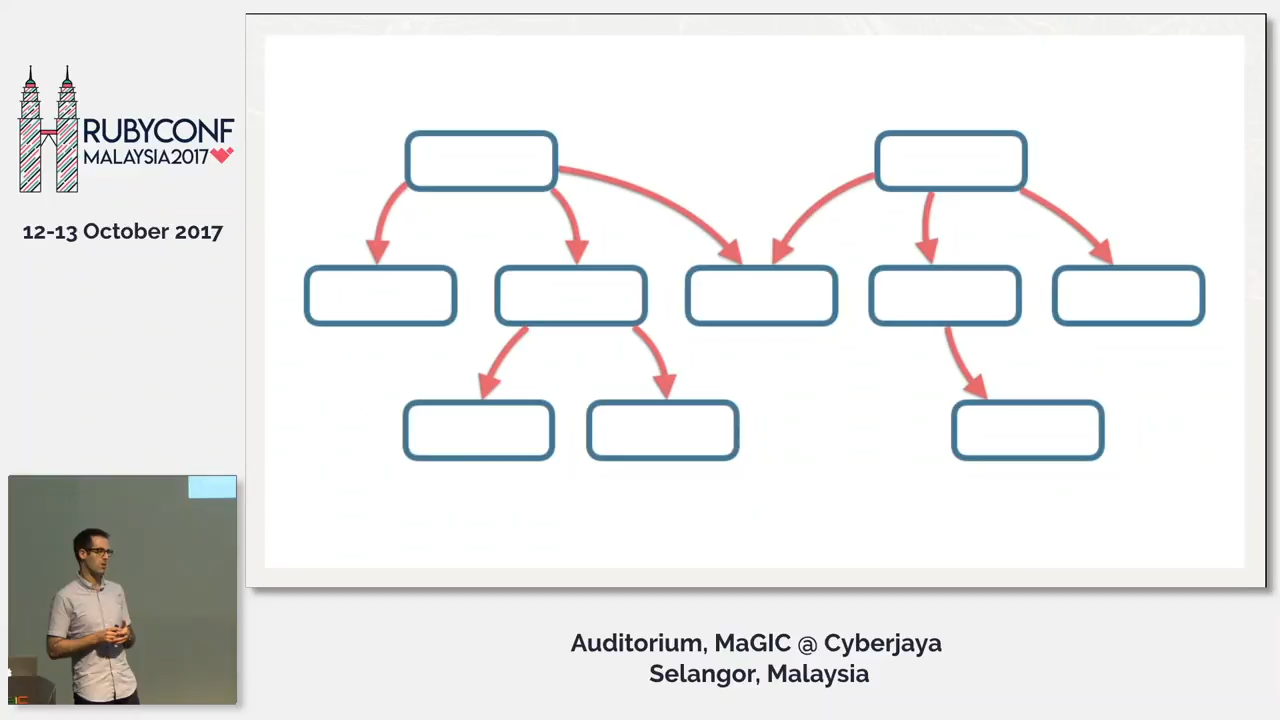 RUBYCONF
MALAYSIA2017
12-13 October 2017
Auditorium, MaGIC @ Cyberjaya
Selangor, Malaysia